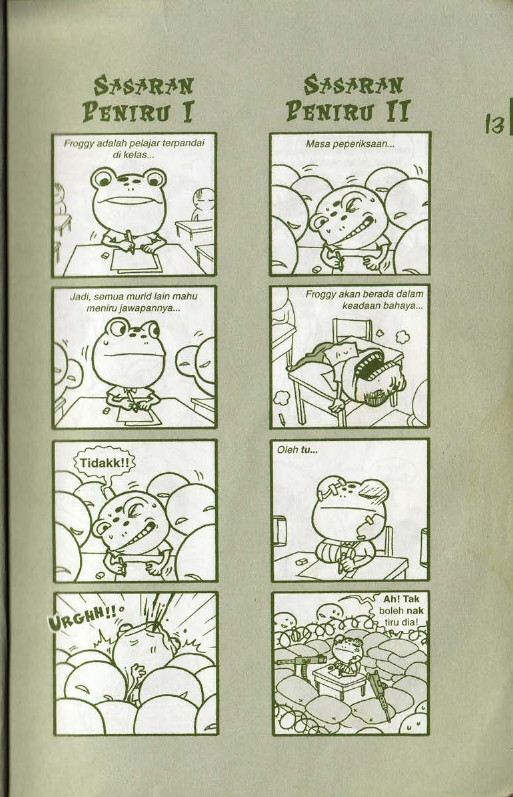 SASARAN
PENIRU I
Froggy adalah pelajar terpandai
di kelas...
Jadi, semua murid lain mahu
meniru jawapannya...
Tidakk!!
URGHH!!
SASARAN
PENIRU II
13
Masa peperiksaan...
Froggy akan berada dalam
keadaan bahaya...
Oleh tu...
Ah! Tak
boleh nak
tiru dia!